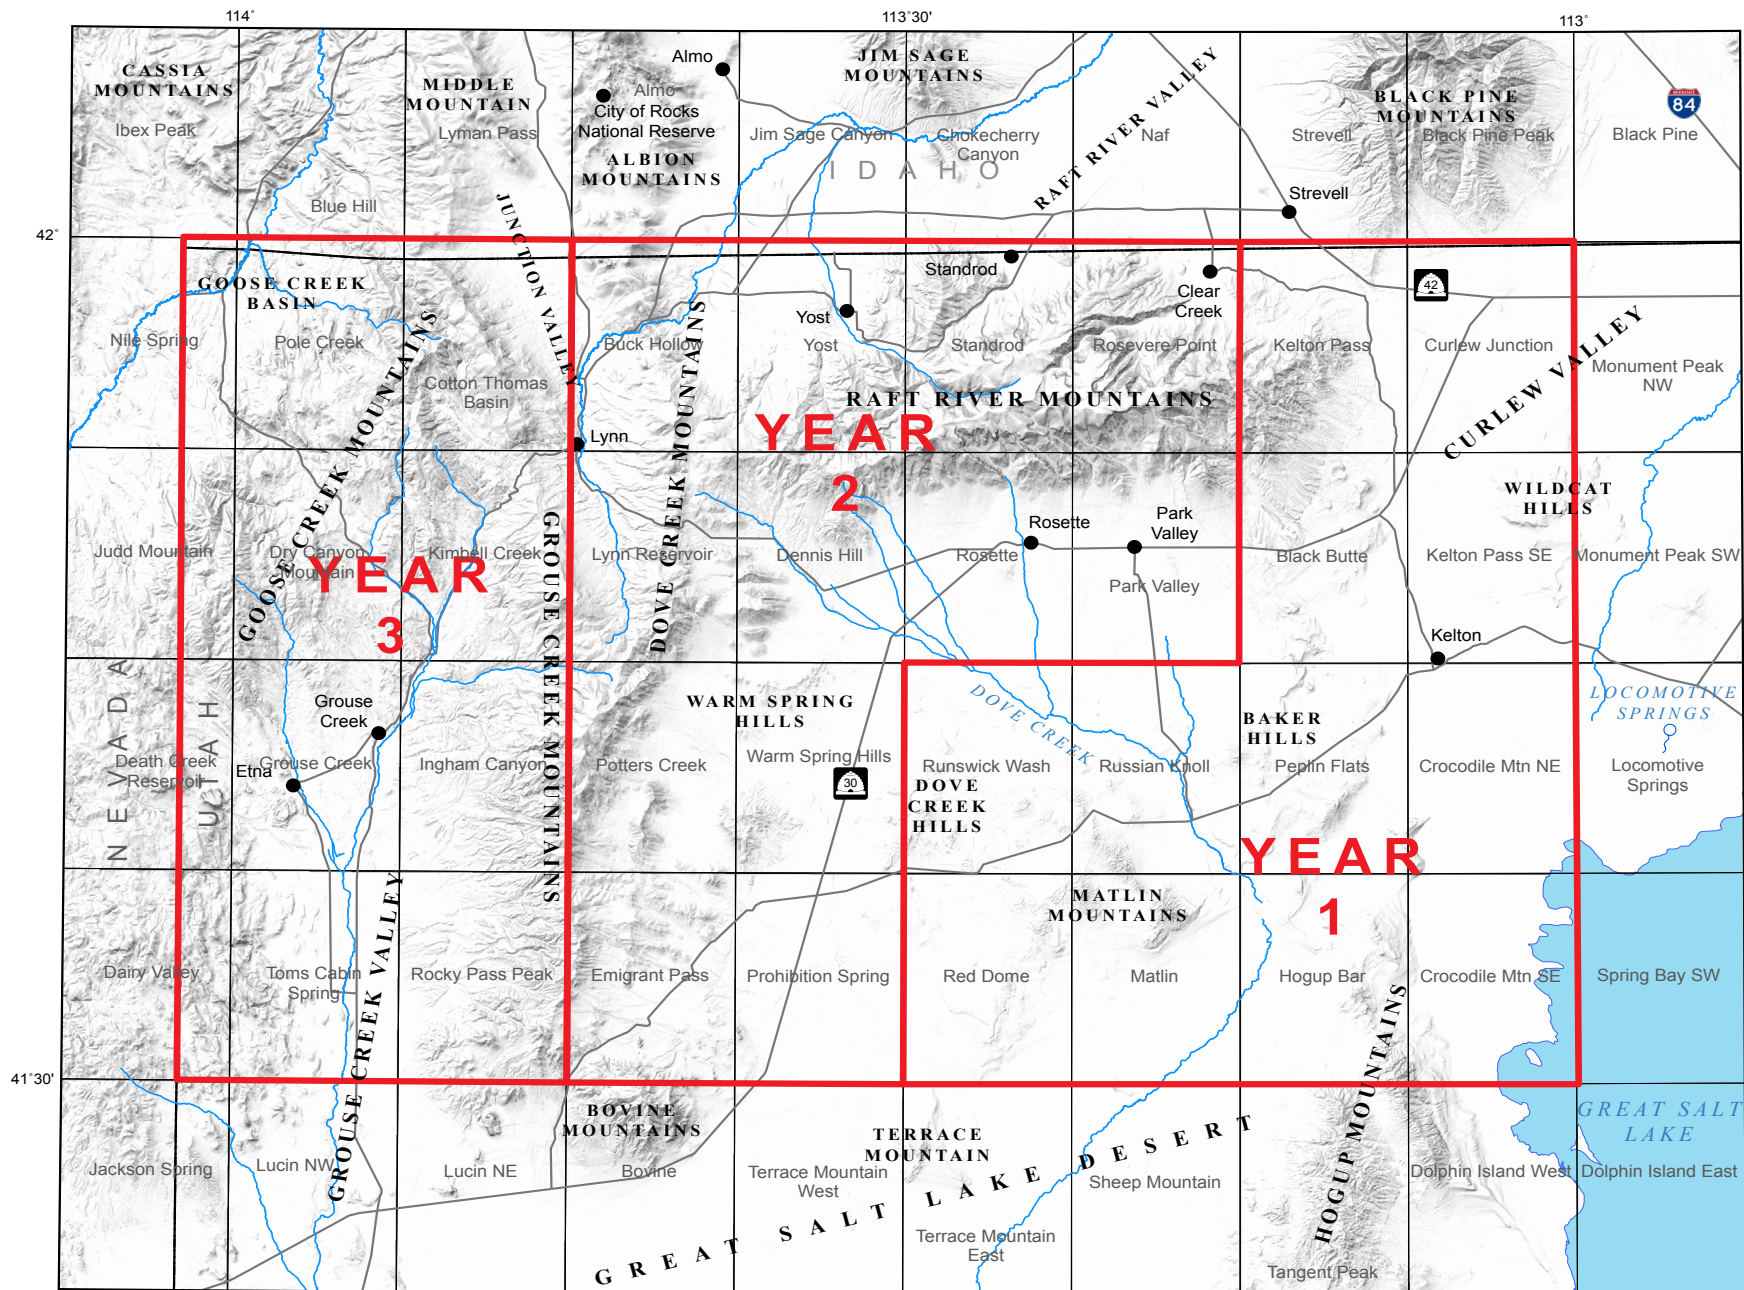 114°
113°30'
113°
CASSIA
MOUNTAINS
Ibex Peak
MIDDLE
MOUNTAIN
Lyman Pass
Almo
Almo
City of Rocks
National Reserve
ALBION
MOUNTAINS
JIM SAGE
MOUNTAINS
Jim Sage Canyon
Chokecherry
Canyon
IDAHO
RAFT RIVER VALLEY
Naf
Strevell
BLACK PINE
MOUNTAINS
Black Pine Peak
84
Black Pine
Strevell
Blue Hill
JUNCTION VALLEY
42°
GOOSE CREEK
BASIN
Nile Spring
Pole Creek
GOOSE CREEK MOUNTAINS
Cotton Thomas
Basin
Buck Hollow
DOVE CREEK MOUNTAINS
Yost
Yost
Standrod
Standrod
Clear
Creek
Rosevere Point
RAFT RIVER MOUNTAINS
Kelton Pass
42
Curlew Junction
CURLEW VALLEY
Monument Peak
NW
YEAR
2
Lynn
WILDCAT
HILLS
Judd Mountain
Dry Canyon
Mountain
Kimbell Creek
YEAR
3
GROUSE CREEK MOUNTAINS
Lynn Reservoir
Dennis Hill
Rosette
Rosette
Park
Valley
Park Valley
Black Butte
Kelton Pass SE
Monument Peak SW
Kelton
NEVADA
UTAH
Death Creek
Reservoir
Grouse
Creek
Etna
Grouse Creek
Ingham Canyon
Potters Creek
WARM SPRING
HILLS
Warm Spring Hills
30
DOVE CREEK
Runswick Wash
DOVE
CREEK
HILLS
Russian Knoll
BAKER
HILLS
Peplin Flats
Crocodile Mtn NE
LOCOMOTIVE
SPRINGS
Locomotive
Springs
YEAR
1
MATLIN
MOUNTAINS
Dairy Valley
Toms Cabin
Spring
GROUSE CREEK VALLEY
Rocky Pass Peak
Emigrant Pass
Prohibition Spring
Red Dome
Matlin
Hogup Bar
Crocodile Mtn SE
Spring Bay SW
41°30'
HOGUP MOUNTAINS
BOVINE
MOUNTAINS
TERRACE
MOUNTAIN
GREAT SALT
LAKE
Jackson Spring
Lucin NW
Lucin NE
Bovine
Terrace Mountain
West
GREAT SALT LAKE DESERT
Sheep Mountain
Dolphin Island West
Dolphin Island East
Terrace Mountain
East
Tangent Peak